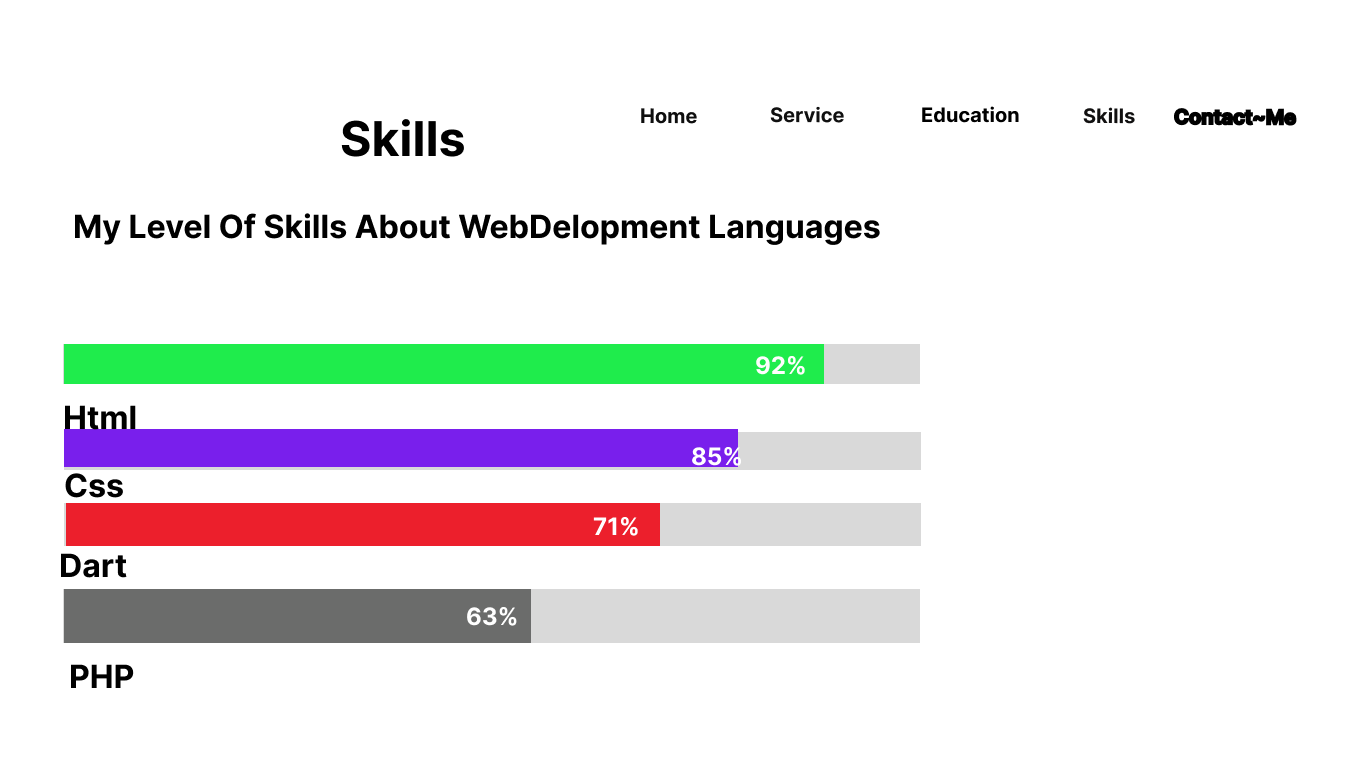 Home Service Education Skills Contact~Me
Skills
My Level Of Skills About WebDelopment Languages
92%
Html
85%
Css
71%
Dart
63%
PHP